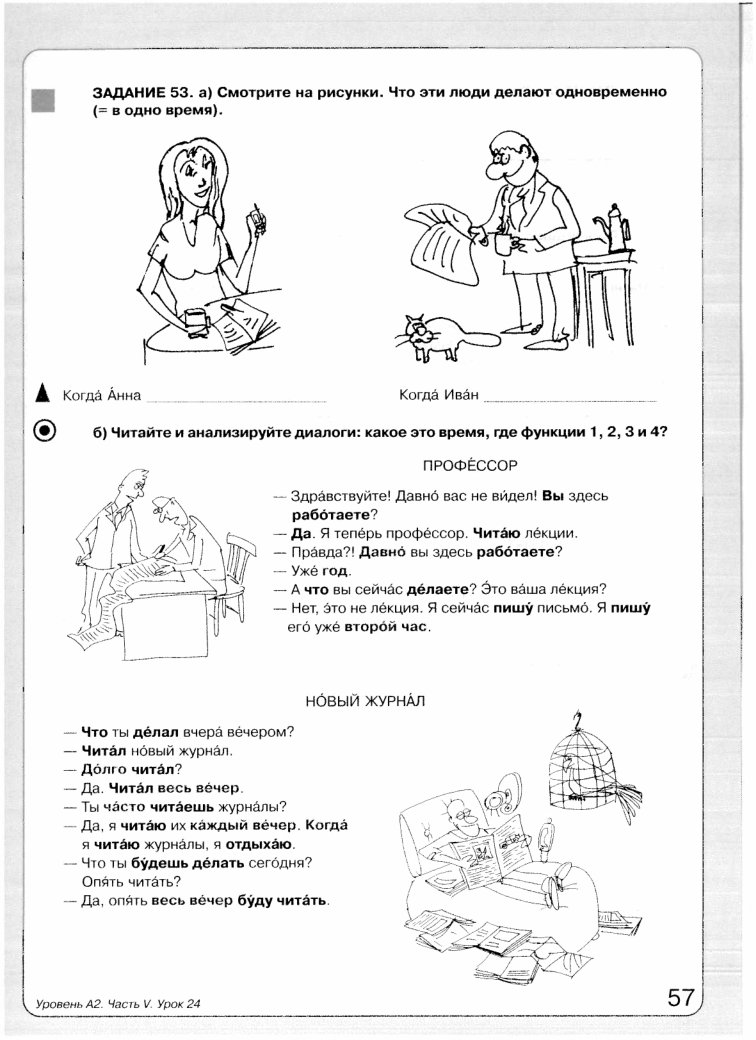 ЗАДАНИЕ 53. а) Смотрите на рисунки. Что эти люди делают одновременно
(= в одно время).
Когда́ А́нна
Когда́ Ива́н
б) Читайте и анализируйте диалоги: какое это время, где функции 1, 2, 3 и 4?
ПРОФЕ́ССОР
— Здра́вствуйте! Давно́ вас не ви́дел! Вы здесь
рабо́таете?
— Да. Я тепе́рь профе́ссор. Чита́ю ле́кции.
— Пра́вда?! Давно́ вы здесь рабо́таете?
— Уже́ год.
— А что вы сейча́с де́лаете? Э́то ва́ша ле́кция?
— Нет, э́то не ле́кция. Я сейча́с пишу́ письмо́. Я пишу́
его́ уже́ второ́й час.
НО́ВЫЙ ЖУРНА́Л
— Что ты де́лал вчера́ ве́чером?
— Чита́л но́вый журна́л.
— До́лго чита́л?
— Да. Чита́л весь ве́чер.
— Ты ча́сто чита́ешь журна́лы?
— Да, я чита́ю их ка́ждый ве́чер. Когда́
я чита́ю журна́лы, я отдыха́ю.
— Что ты бу́дешь де́лать сего́дня?
Опя́ть чита́ть?
— Да, опя́ть весь ве́чер бу́ду чита́ть.
Уровень А2. Часть V. Урок 24
57